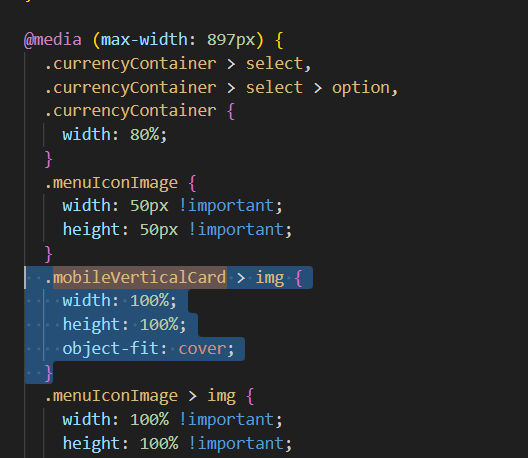 @media (max-width: 897px) {
.currencyContainer > select,
.currencyContainer > select > option,
.currencyContainer {
width: 80%;
}
.menuIconImage {
width: 50px !important;
height: 50px !important;
}
.mobileVerticalCard > img {
width: 100%;
height: 100%;
object-fit: cover;
}
.menuIconImage > img {
width: 100% !important;
height: 100% !important;